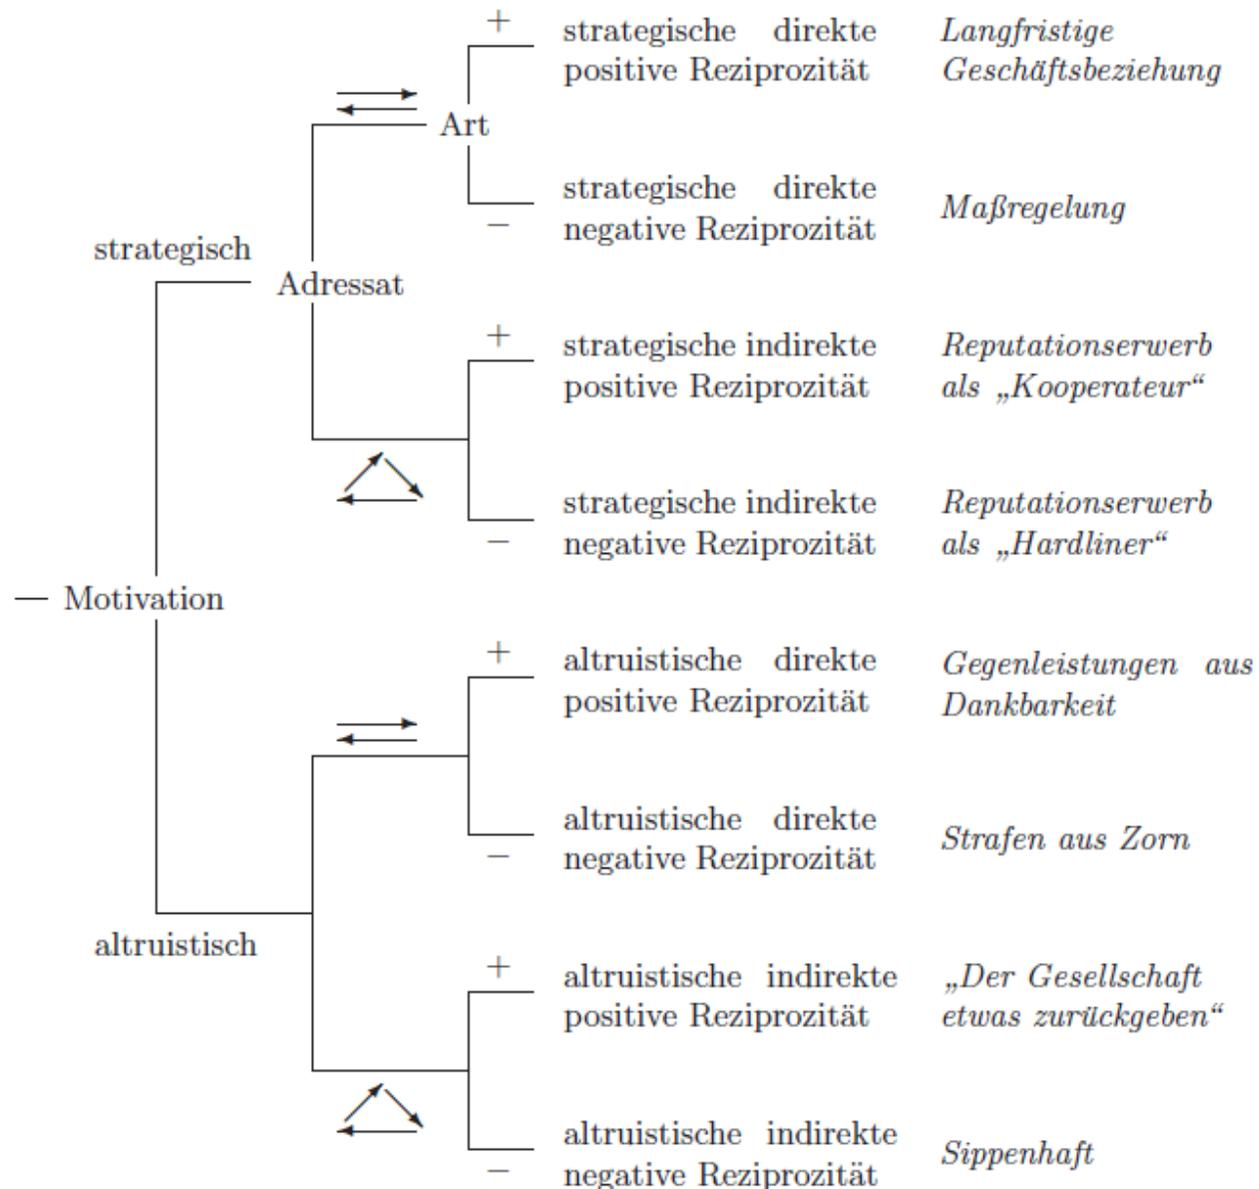 +
strategische direkte
positive Reziprozität
Langfristige
Geschäftsbeziehung
Art
strategische direkte
negative Reziprozität
Maßregelung
−
strategisch
Adressat
+
strategische indirekte
positive Reziprozität
Reputationserwerb
als „Kooperateur“
strategische indirekte
negative Reziprozität
Reputationserwerb
als „Hardliner“
−
Motivation
+
altruistische direkte
positive Reziprozität
Gegenleistungen aus
Dankbarkeit
altruistische direkte
negative Reziprozität
Strafen aus Zorn
−
altruistisch
+
altruistische indirekte
positive Reziprozität
„Der Gesellschaft
etwas zurückgeben“
altruistische indirekte
negative Reziprozität
Sippenhaft
−